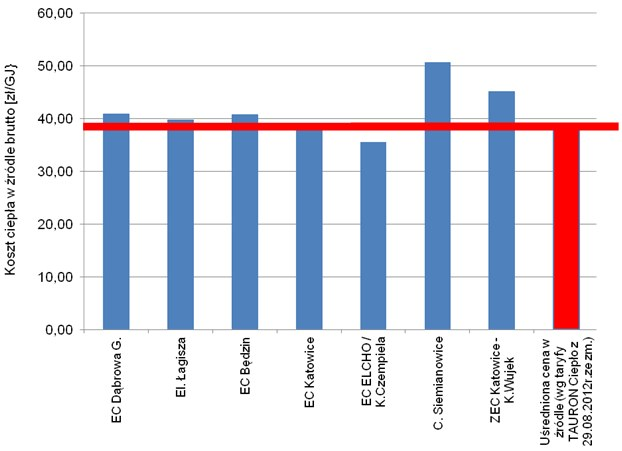 Koszt ciepła w źródle brutto [zł/GJ}
60,00
50,00
40,00
30,00
20,00
10,00
0,00
EC Dąbrowa G.
El. Łagisza
EC Będzin
EC Katowice
EC ELCHO /
K.Czempiela
C. Siemianowice
ZEC Katowice -
K.Wujek
Uśredniona cena w
źródle (wg taryfy
TAURON Ciepło z
29.08.2012r.ze zm.)